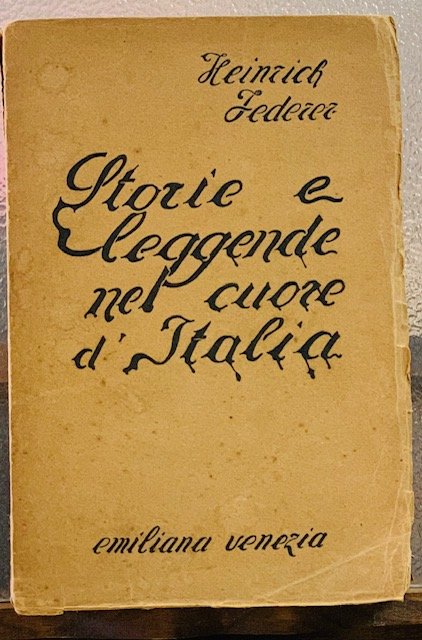 Heinrich
Federer
Storie e
leggende
nel cuore
d'Italia
emiliana venezia